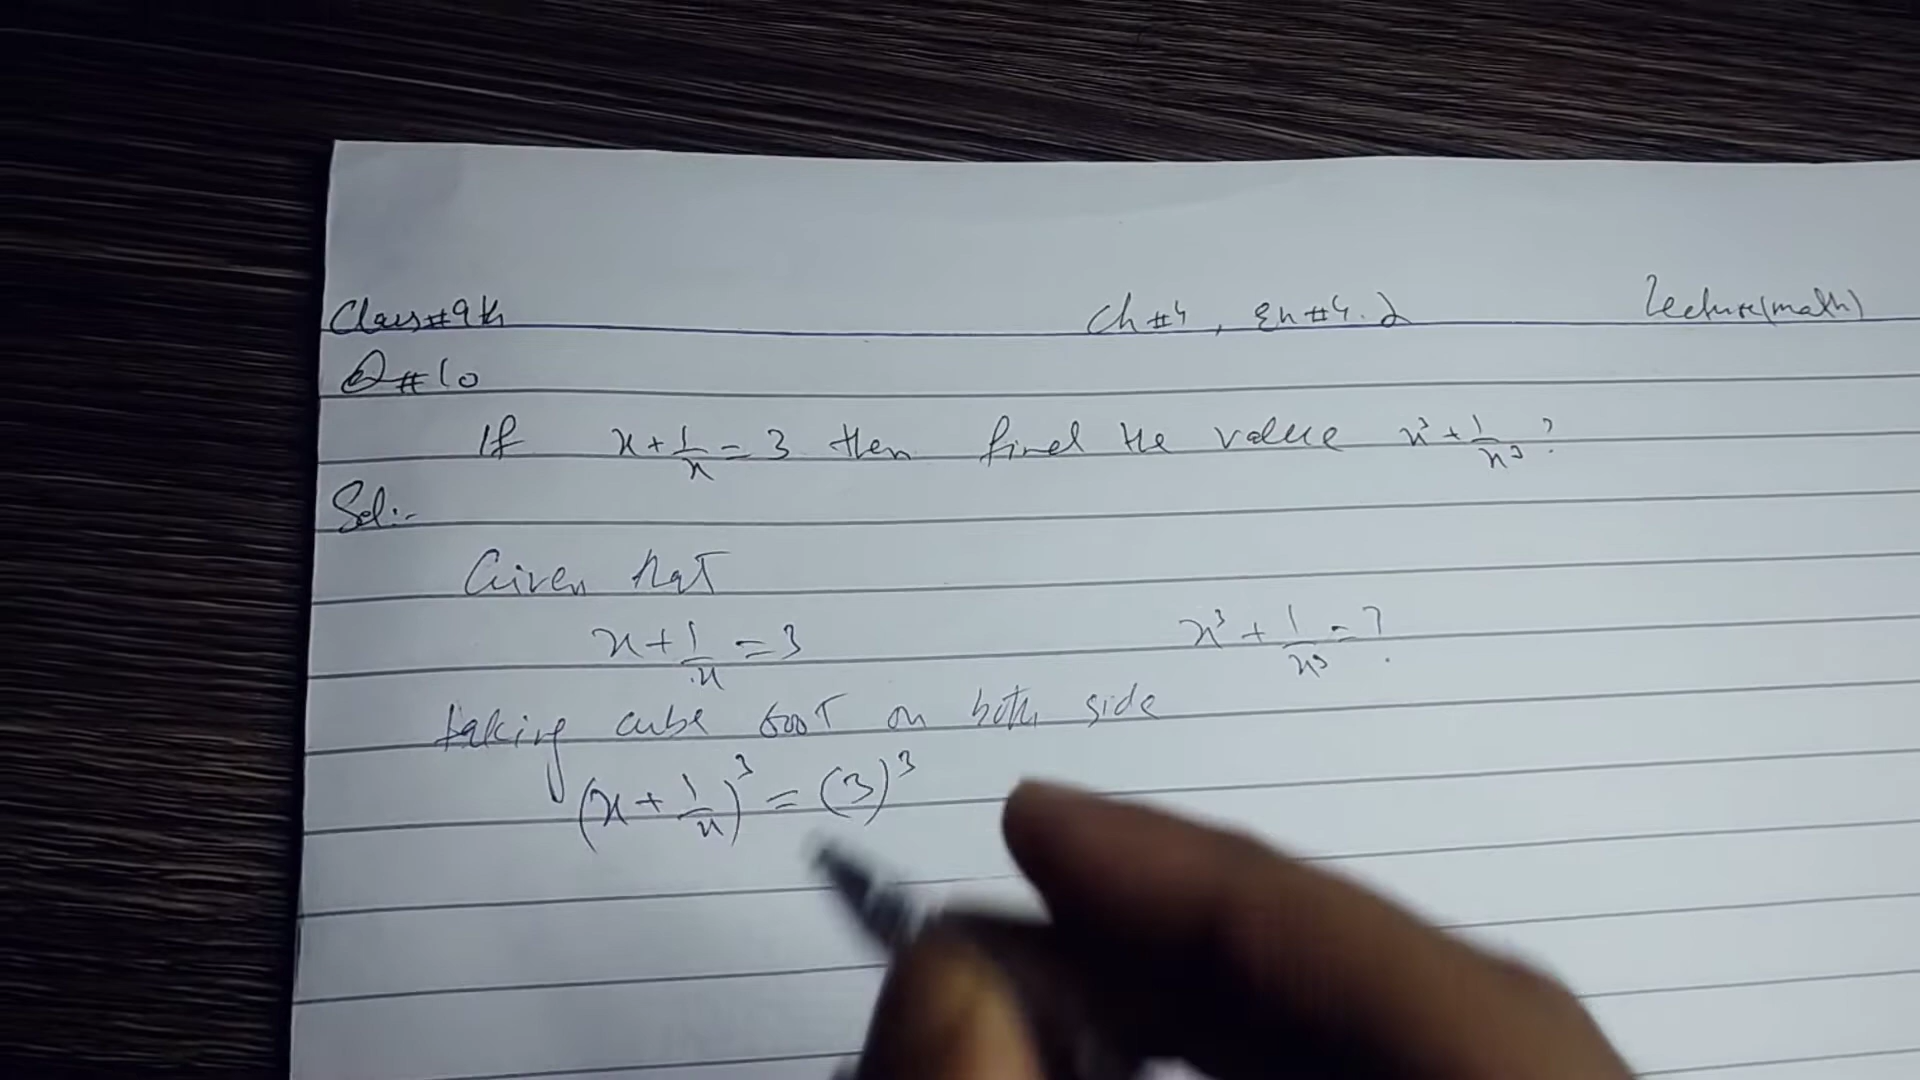 Class#9th Ch#4, Ex#4.2 Lecture(math)
Q#10
If x+1/x=3 then find the value x³+1/x³?
Sol:-
Given that
x+1/x=3 x³+1/x³=?
taking cube root on both side
(x+1/x)³=(3)³